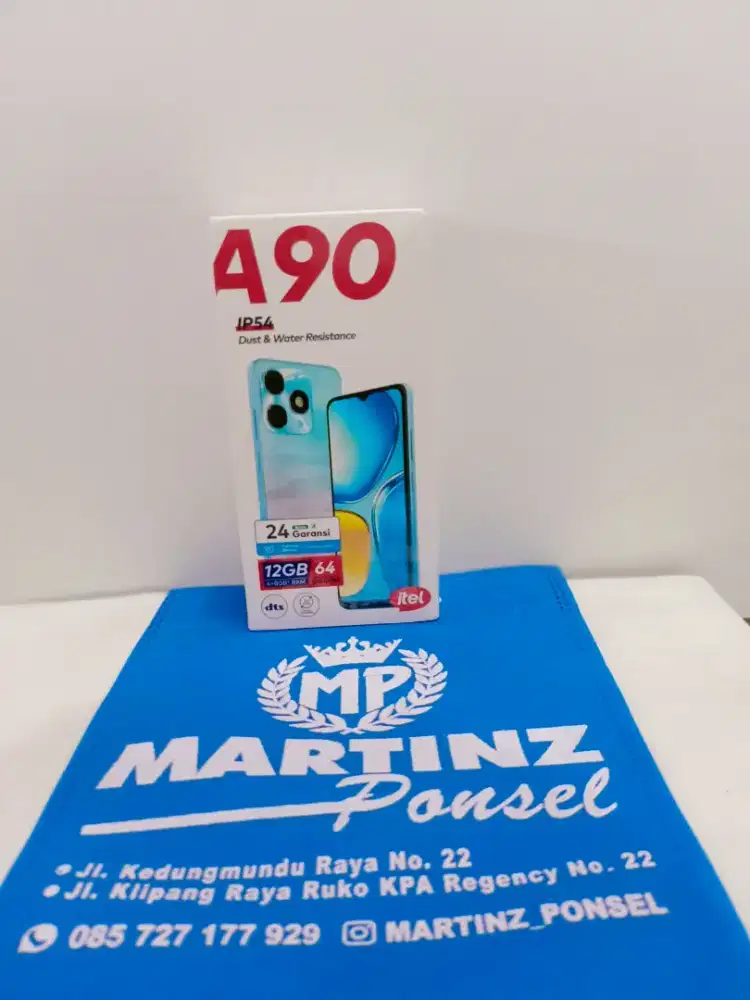 A90
IP54
Dust & Water Resistance
24 Garansi
12GB 64
dts
itel
MP
MARTINZ
Ponsel
Jl. Kedungmundu Raya No. 22
Jl. Klipang Raya Ruko KPA Regency No. 22
085 727 177 929 MARTINZ_PONSEL